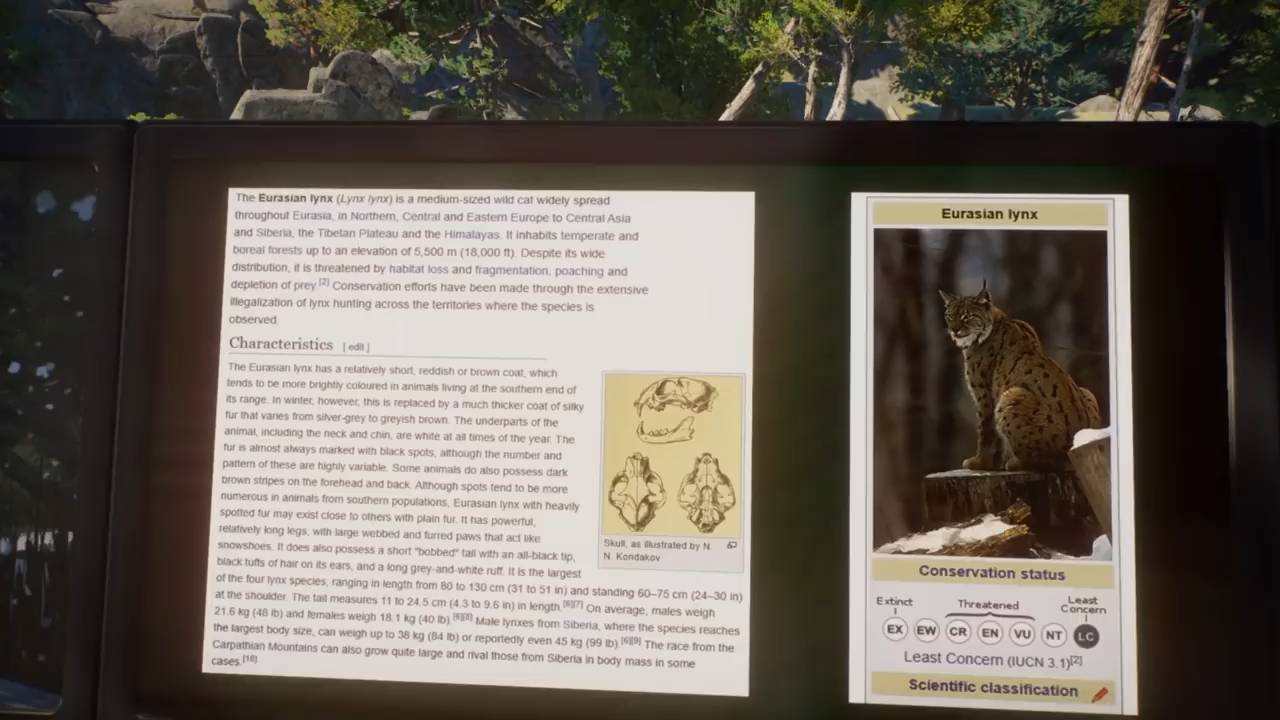 The Eurasian lynx (Lynx lynx) is a medium-sized wild cat widely spread
throughout Eurasia, in Northern, Central and Eastern Europe to Central Asia
and Siberia, the Tibetan Plateau and the Himalayas. It inhabits temperate and
boreal forests up to an elevation of 5,500 m (18,000 ft). Despite its wide
distribution, it is threatened by habitat loss and fragmentation, poaching and
depletion of prey.[2] Conservation efforts have been made through the extensive
illegalization of lynx hunting across the territories where the species is
observed.
Characteristics [ edit ]
The Eurasian lynx has a relatively short, reddish or brown coat, which
tends to be more brightly coloured in animals living at the southern end of
its range. In winter, however, this is replaced by a much thicker coat of silky
fur that varies from silver-grey to greyish brown. The underparts of the
animal, including the neck and chin, are white at all times of the year. The
fur is almost always marked with black spots, although the number and
pattern of these are highly variable. Some animals do also possess dark
brown stripes on the forehead and back. Although spots tend to be more
numerous in animals from southern populations, Eurasian lynx with heavily
spotted fur may exist close to others with plain fur. It has powerful,
relatively long legs, with large webbed and furred paws that act like
snowshoes. It does also possess a short "bobbed" tail with an all-black tip,
black tufts of hair on its ears, and a long grey-and-white ruff. It is the largest
of the four lynx species, ranging in length from 80 to 130 cm (31 to 51 in) and standing 60–75 cm (24–30 in)
at the shoulder. The tail measures 11 to 24.5 cm (4.3 to 9.6 in) in length.[6][7] On average, males weigh
21.6 kg (48 lb) and females weigh 18.1 kg (40 lb).[6][8] Male lynxes from Siberia, where the species reaches
the largest body size, can weigh up to 38 kg (84 lb) or reportedly even 45 kg (99 lb).[6][9] The race from the
Carpathian Mountains can also grow quite large and rival those from Siberia in body mass in some
cases.[10]
Skull, as illustrated by N.
N. Kondakov
Eurasian lynx
Conservation status
Extinct Threatened Least
Concern
EX EW CR EN VU NT LC
Least Concern (IUCN 3.1)[2]
Scientific classification